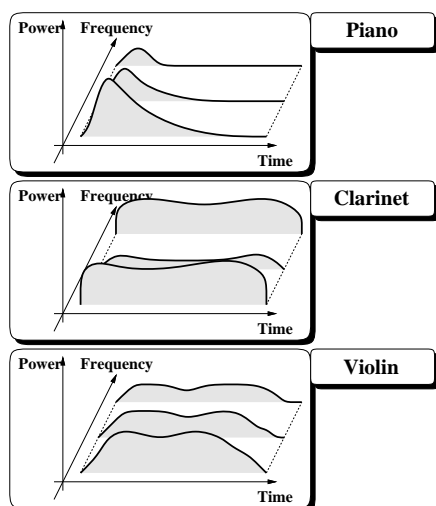 Power Frequency
Piano
Time
Power Frequency
Clarinet
Time
Power Frequency
Violin
Time